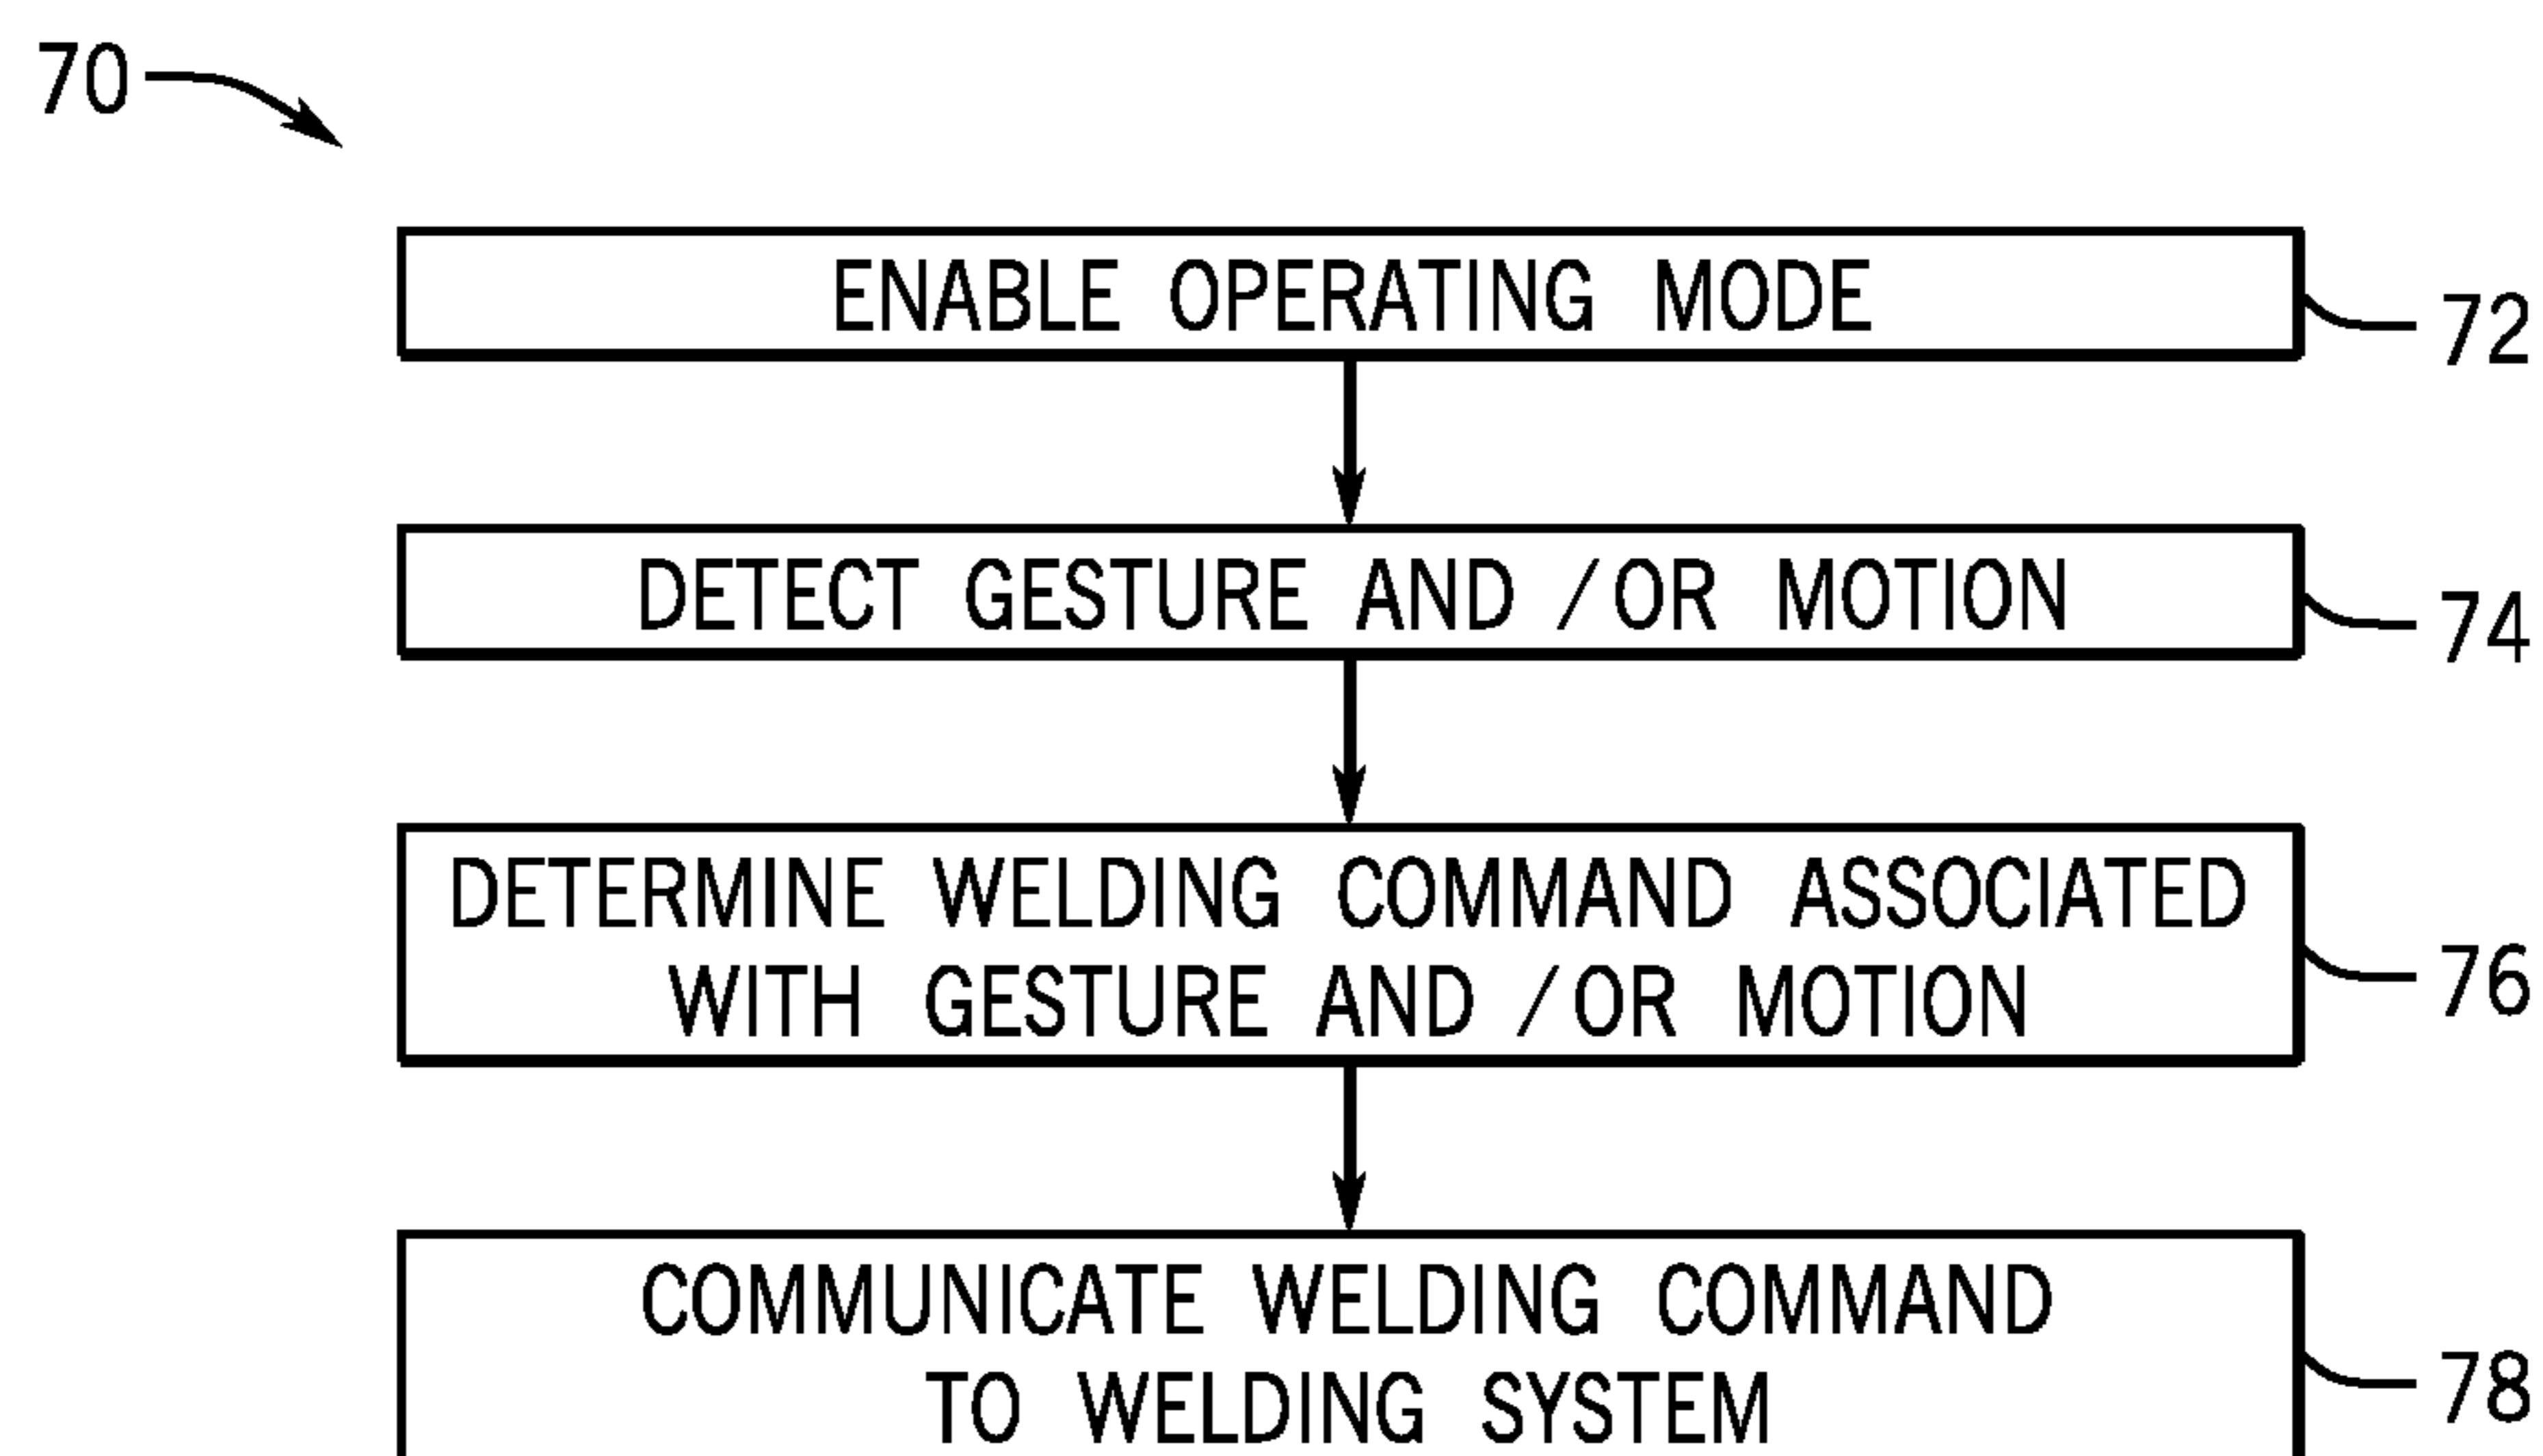 70
ENABLE OPERATING MODE
72
DETECT GESTURE AND /OR MOTION
74
DETERMINE WELDING COMMAND ASSOCIATED
WITH GESTURE AND /OR MOTION
76
COMMUNICATE WELDING COMMAND
TO WELDING SYSTEM
78